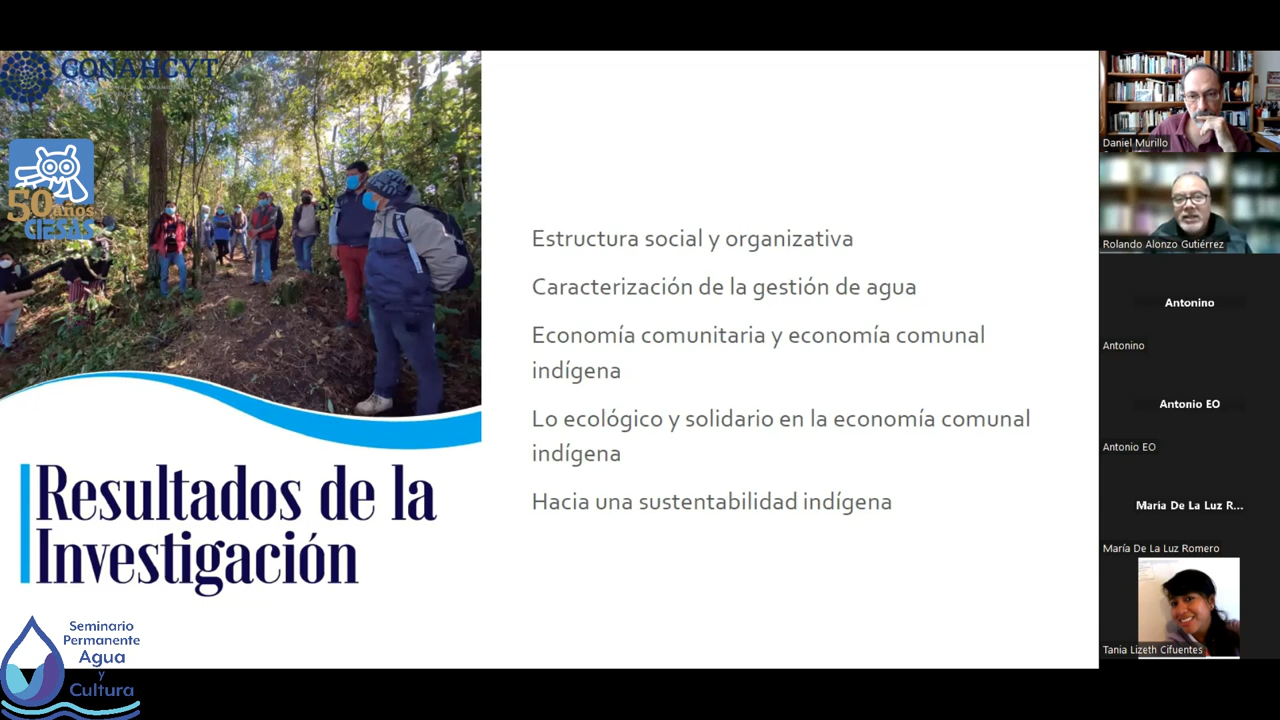 CONAHCYT
50 años
CIESAS
Estructura social y organizativa
Caracterización de la gestión de agua
Economía comunitaria y economía comunal
indígena
Lo ecológico y solidario en la economía comunal
indígena
Hacia una sustentabilidad indígena
Resultados de la
Investigación
Seminario
Permanente
Agua
y
Cultura
Daniel Murillo
Rolando Alonzo Gutiérrez
Antonino
Antonino
Antonio EO
Antonio EO
Maria De La Luz R...
María De La Luz Romero
Tania Lizeth Cifuentes